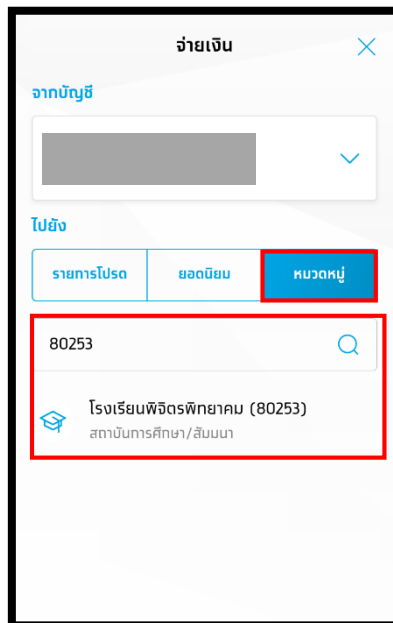 จ่ายเงิน
จากบัญชี
ไปยัง
รายการโปรด ยอดนิยม หมวดหมู่
80253
โรงเรียนพิจิตรพิทยาคม (80253)
สถาบันการศึกษา/สัมมนา